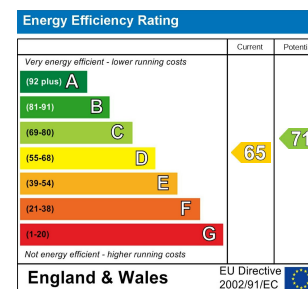 Energy Efficiency Rating
Current Potenti
Very energy efficient - lower running costs
(92 plus) A
(81-91) B
(69-80) C
(55-68) D
(39-54) E
(21-38) F
(1-20) G
65
71
Not energy efficient - higher running costs
England & Wales
EU Directive
2002/91/EC